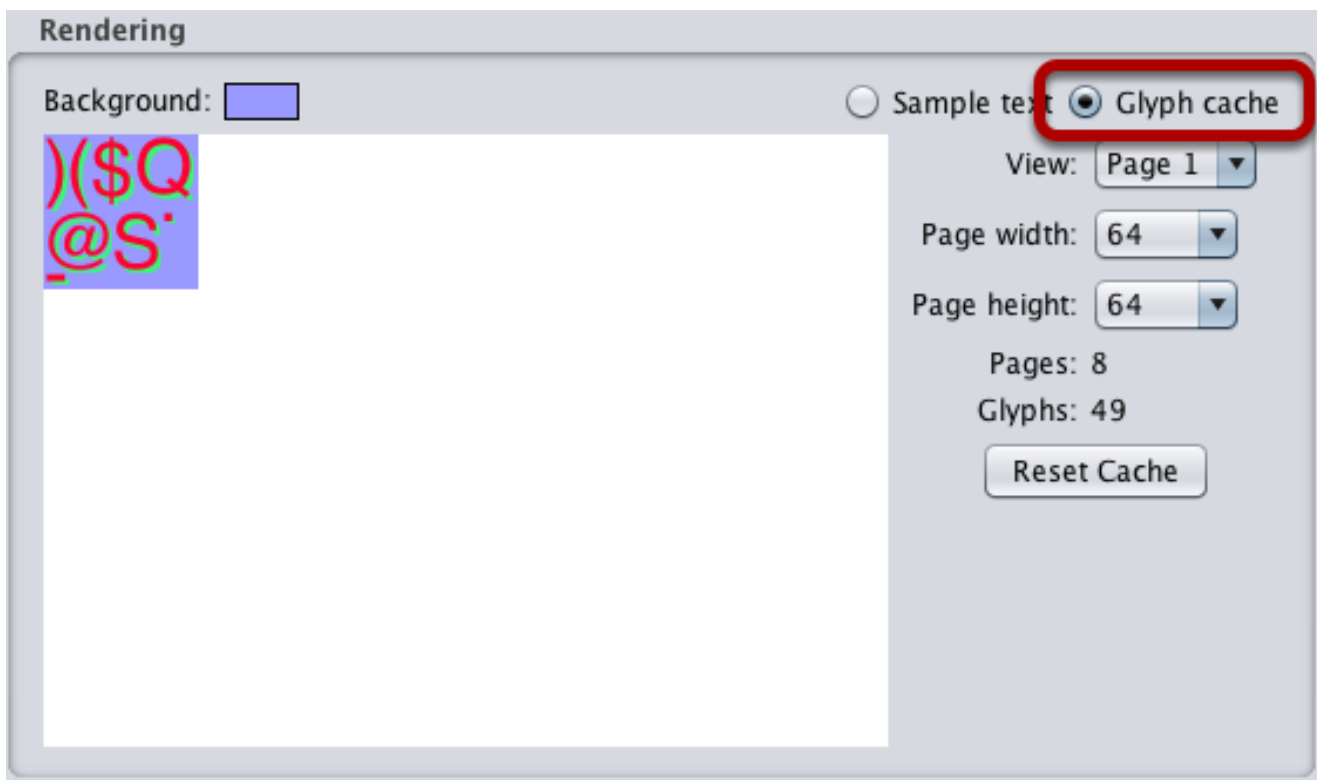 Rendering
Background:
Sample text
Glyph cache
)($Q
@S.
-
View: Page 1
Page width: 64
Page height: 64
Pages: 8
Glyphs: 49
Reset Cache